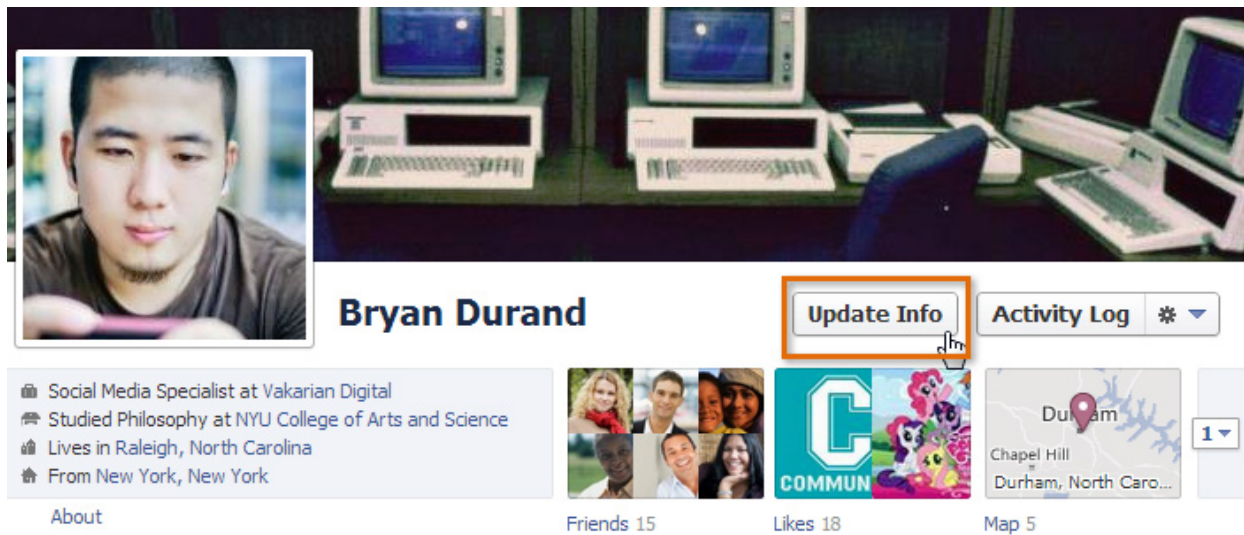 Bryan Durand
Update Info
Activity Log
Social Media Specialist at Vakarian Digital
Studied Philosophy at NYU College of Arts and Science
Lives in Raleigh, North Carolina
From New York, New York
About
C
COMMUN
Durham
Chapel Hill
Durham, North Caro...
1
Friends 15
Likes 18
Map 5